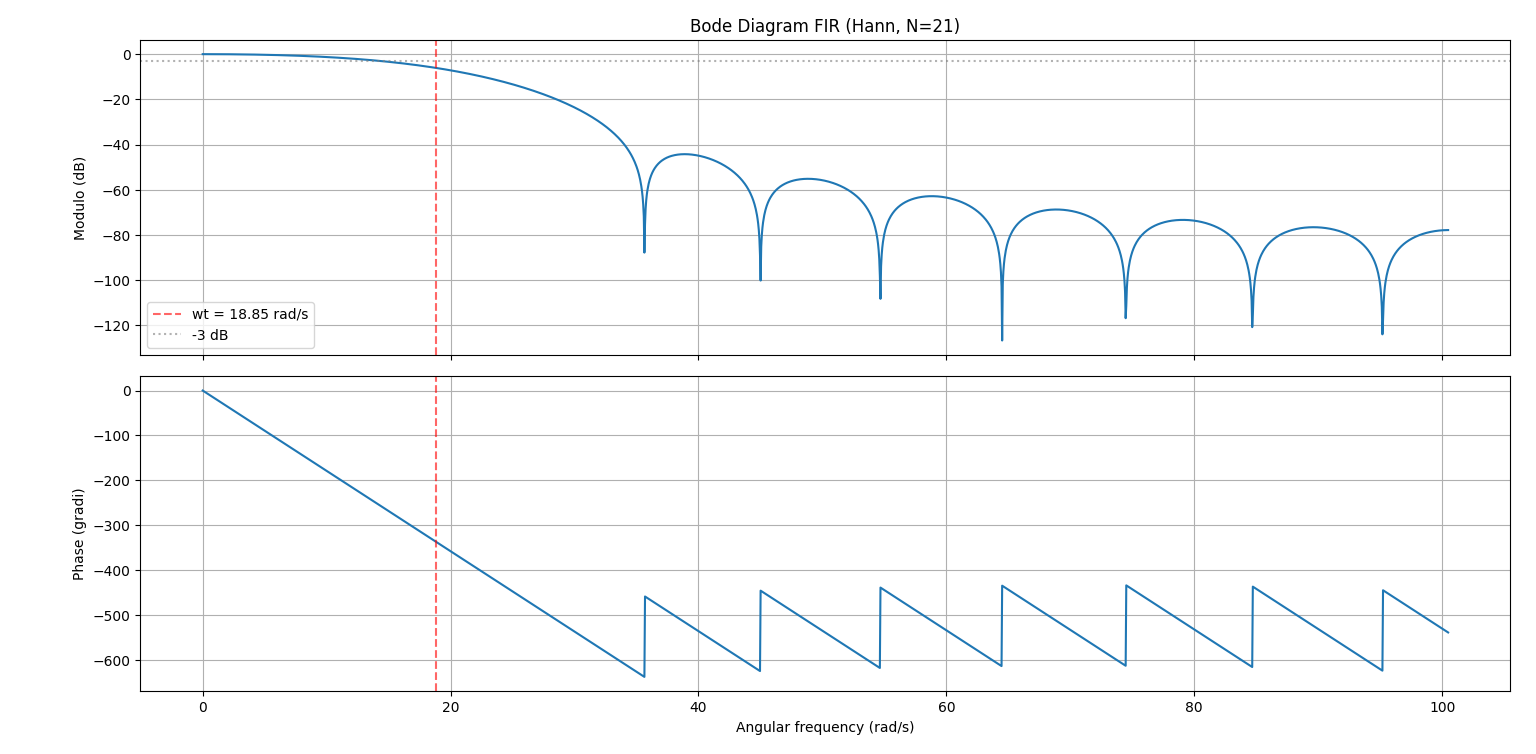 Bode Diagram FIR (Hann, N=21)
Modulo (dB)
0
−20
−40
−60
−80
−100
−120
wt = 18.85 rad/s
-3 dB
Phase (gradi)
0
−100
−200
−300
−400
−500
−600
0 20 40 60 80 100
Angular frequency (rad/s)